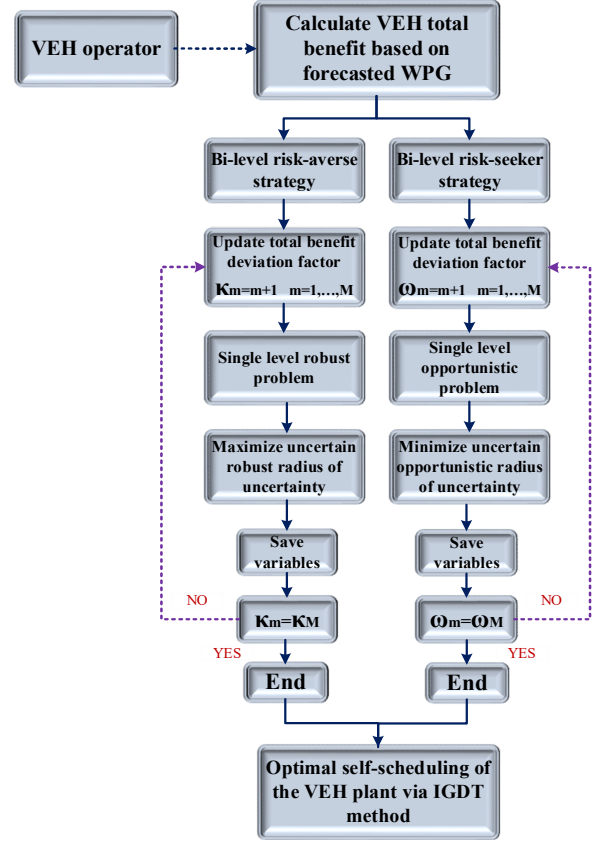 VEH operator
Calculate VEH total
benefit based on
forecasted WPG
Bi-level risk-averse
strategy
Bi-level risk-seeker
strategy
Update total benefit
deviation factor
κm=m+1 m=1,...,M
Update total benefit
deviation factor
ωm=m+1 m=1,...,M
Single level robust
problem
Single level
opportunistic
problem
Maximize uncertain
robust radius of
uncertainty
Minimize uncertain
opportunistic radius
of uncertainty
Save
variables
Save
variables
NO
κm=κM
YES
NO
ωm=ωM
YES
End
End
Optimal self-scheduling of
the VEH plant via IGDT
method